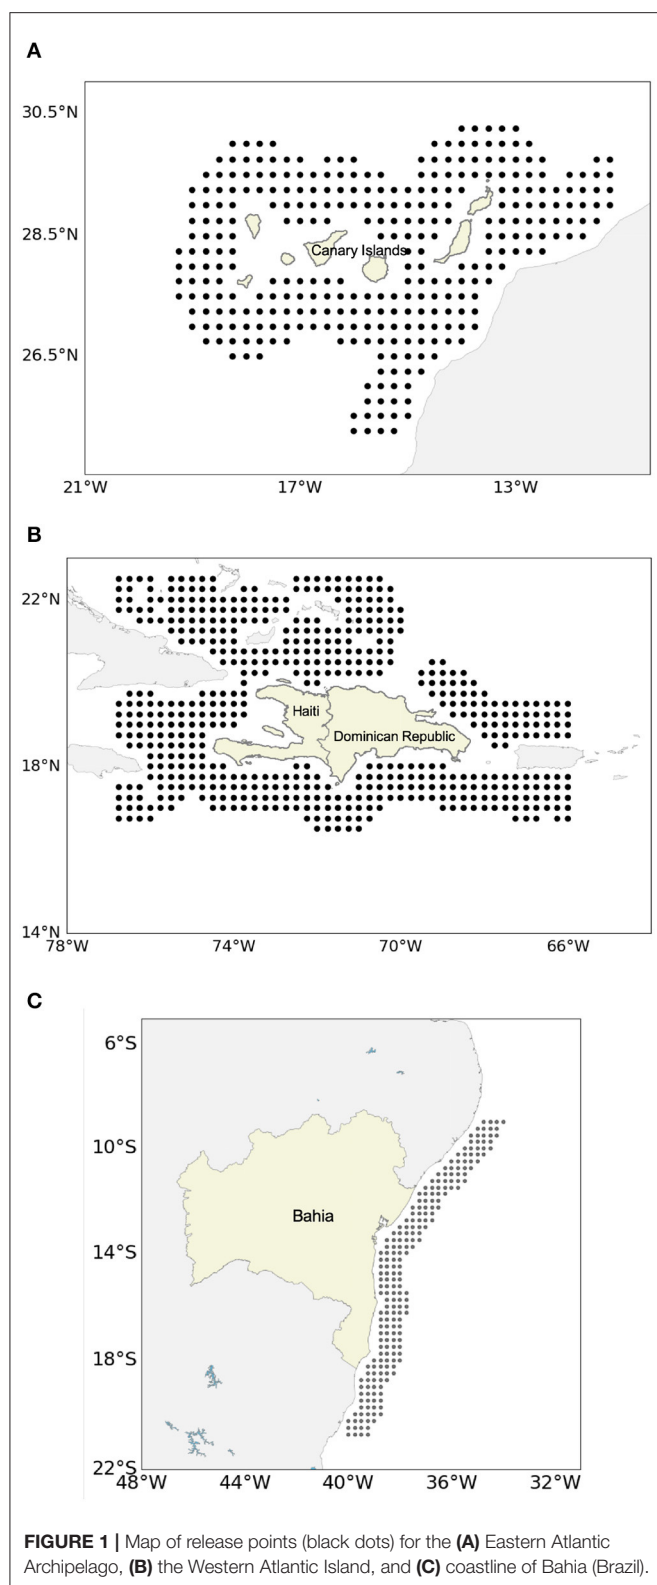 A
30.5°N
28.5°N
Canary Islands
26.5°N
21°W 17°W 13°W
B
22°N
Haiti
Dominican Republic
18°N
14°N
78°W 74°W 70°W 66°W
C
6°S
10°S
Bahia
14°S
18°S
22°S
48°W 44°W 40°W 36°W 32°W
FIGURE 1 | Map of release points (black dots) for the (A) Eastern Atlantic
Archipelago, (B) the Western Atlantic Island, and (C) coastline of Bahia (Brazil).